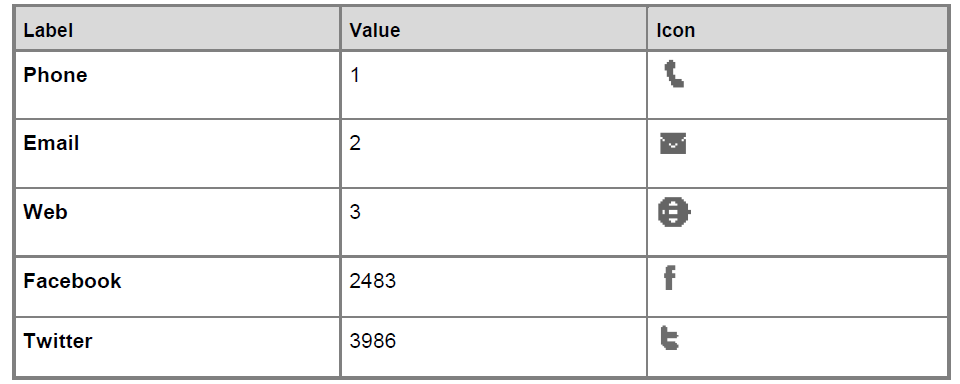 Label Value Icon
Phone 1
Email 2
Web 3
Facebook 2483
Twitter 3986